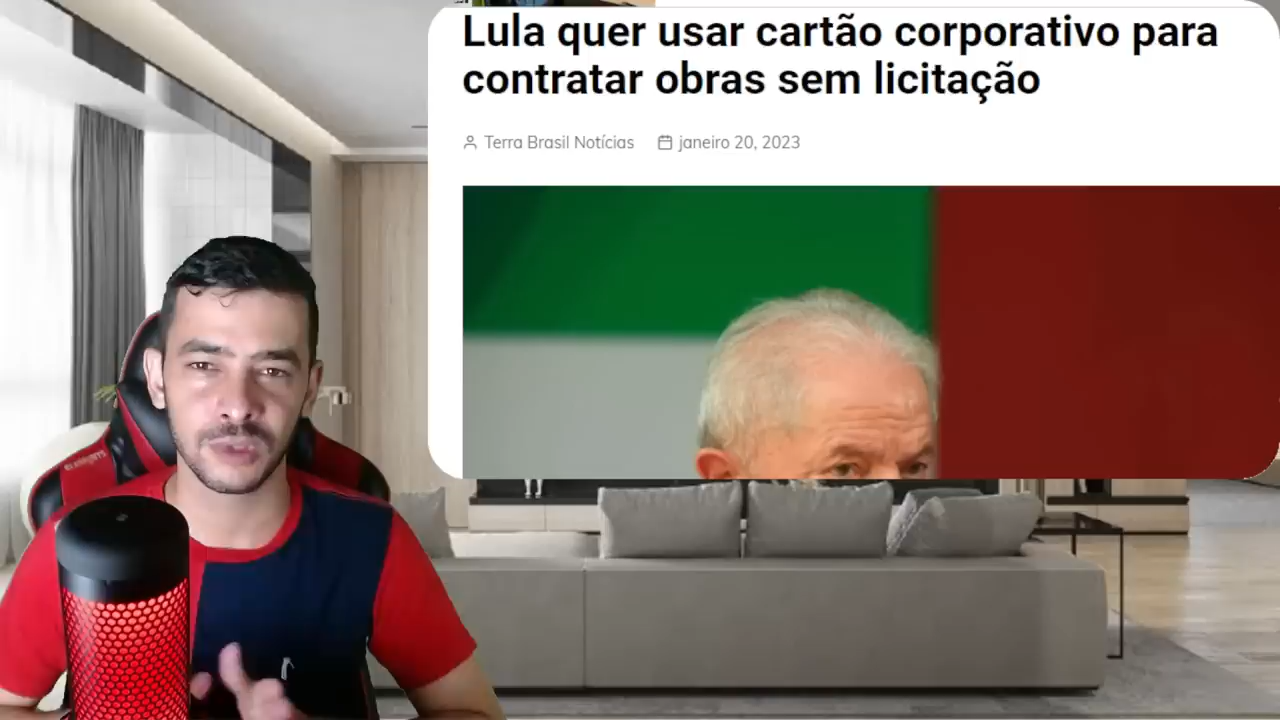 Lula quer usar cartão corporativo para
contratar obras sem licitação
Terra Brasil Notícias janeiro 20, 2023